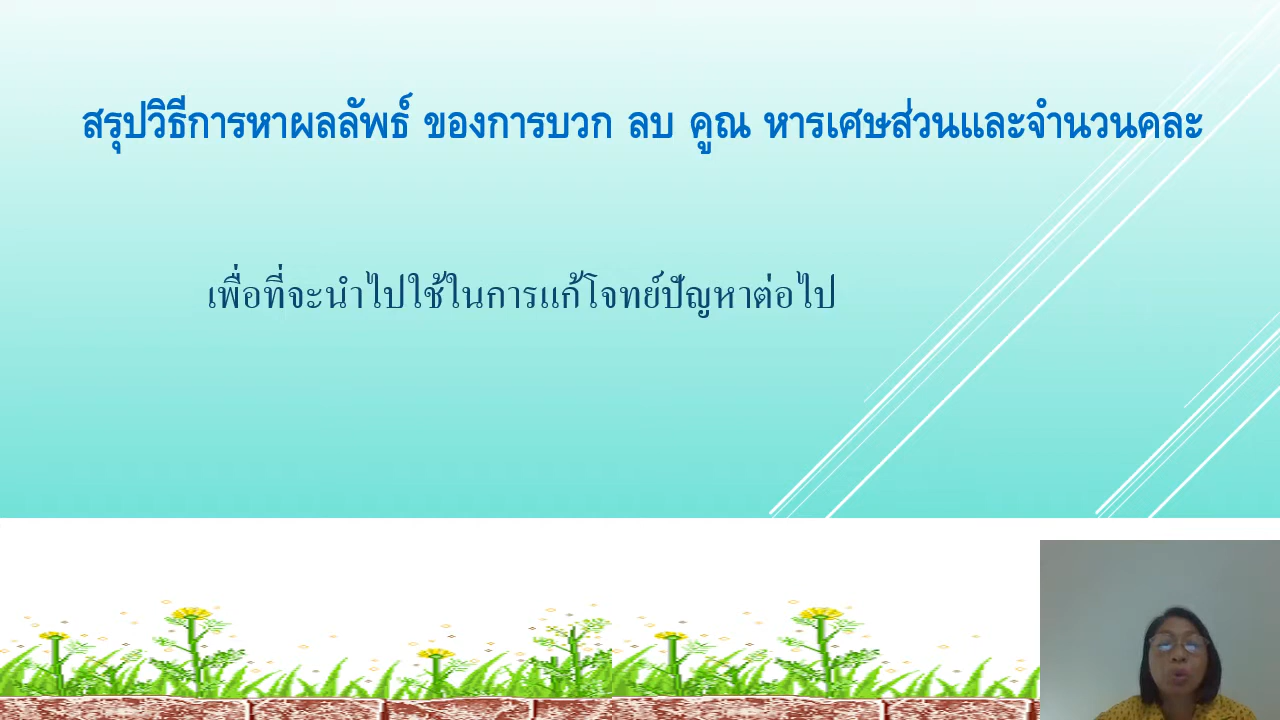 สรุปวิธีการหาผลลัพธ์ ของการบวก ลบ คูณ หารเศษส่วนและจำนวนคละ
เพื่อที่จะนำไปใช้ในการแก้โจทย์ปัญหาต่อไป